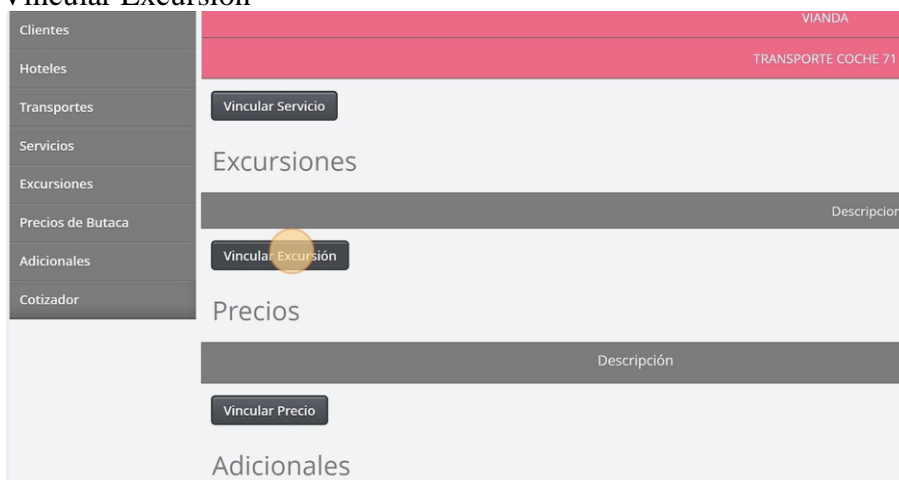 Vincular Excursión
Clientes
Hoteles
Transportes
Servicios
Excursiones
Precios de Butaca
Adicionales
Cotizador
VIANDA
TRANSPORTE COCHE 71
Vincular Servicio
Excursiones
Descripcion
Vincular Excursión
Precios
Descripción
Vincular Precio
Adicionales